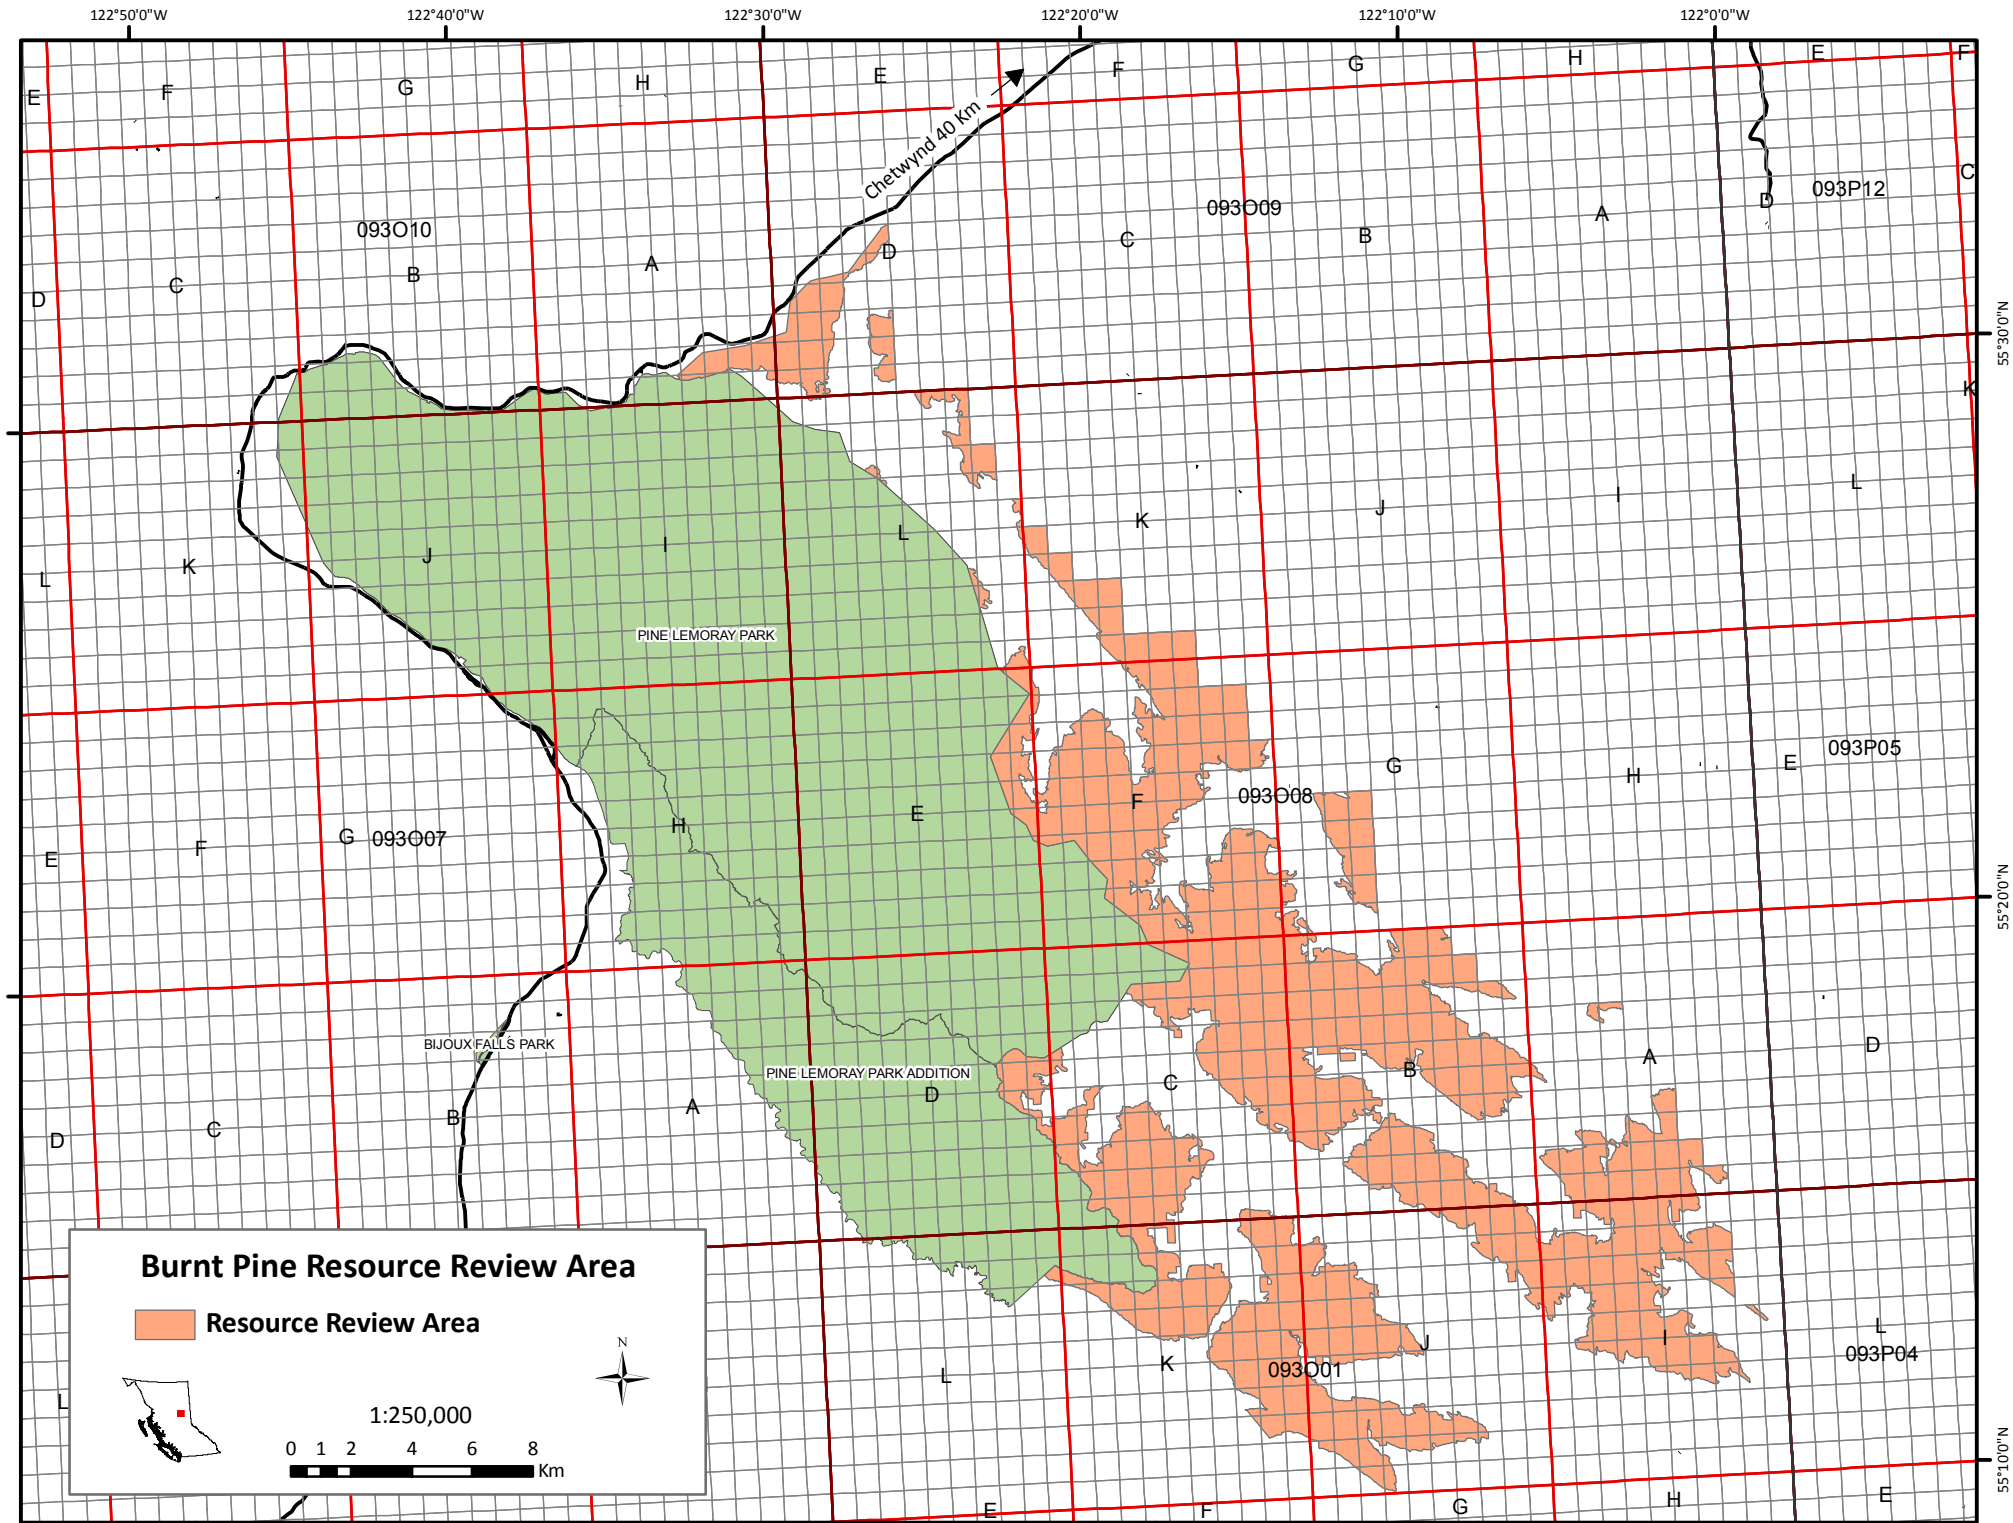 122°50'0"W 122°40'0"W 122°30'0"W 122°20'0"W 122°10'0"W 122°0'0"W
E F G H E F G H E F
Chetwynd 40 Km
093O10 093O09 093P12
D C B A D C B A D C
55°30'0"N
K
L K J I L K J I L
PINE LEMORAY PARK
093O07 093O08 093P05
E F G H E F G H E
55°20'0"N
BIJOUX FALLS PARK
PINE LEMORAY PARK ADDITION
D C B A D C B A D
L L K J I L
093O01 093P04
55°10'0"N
E F G H E
Burnt Pine Resource Review Area
Resource Review Area
N
1:250,000
0 1 2 4 6 8
Km